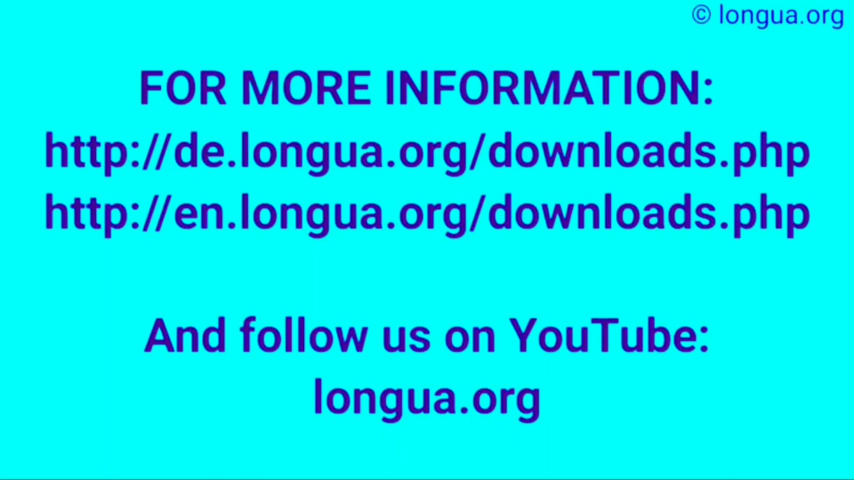 © longua.org
FOR MORE INFORMATION:
http://de.longua.org/downloads.php
http://en.longua.org/downloads.php
And follow us on YouTube:
longua.org